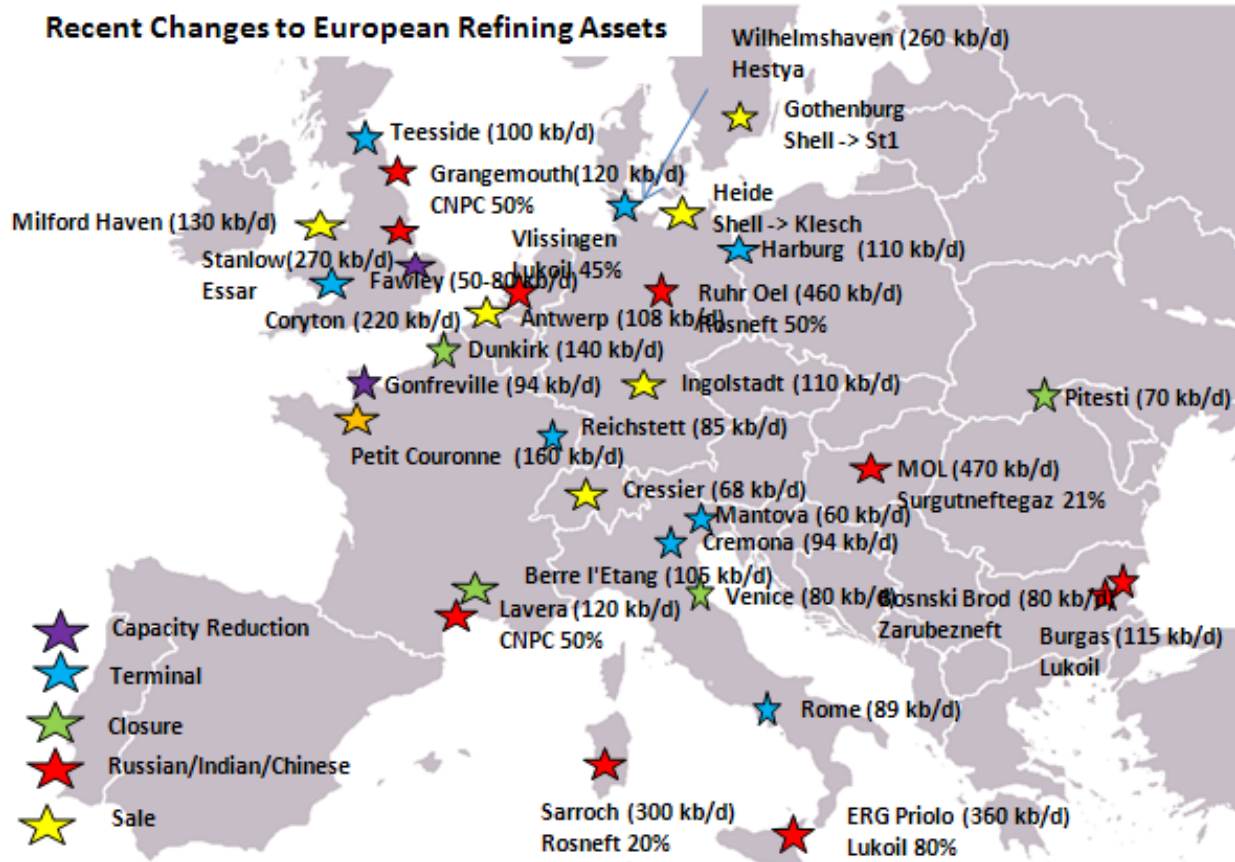 Recent Changes to European Refining Assets
Wilhelmshaven (260 kb/d)
Hestya
Gothenburg
Shell -> St1
Teesside (100 kb/d)
Grangemouth(120 kb/d)
CNPC 50%
Heide
Shell -> Klesch
Milford Haven (130 kb/d)
Vlissingen
Lukoil 45%
Harburg (110 kb/d)
Stanlow(270 kb/d)
Essar
Fawley (50-80 kb/d)
Ruhr Oel (460 kb/d)
Rosneft 50%
Coryton (220 kb/d)
Antwerp (108 kb/d)
Dunkirk (140 kb/d)
Gonfreville (94 kb/d)
Ingolstadt (110 kb/d)
Pitesti (70 kb/d)
Reichstett (85 kb/d)
Petit Couronne (160 kb/d)
MOL (470 kb/d)
Surgutneftegaz 21%
Cressier (68 kb/d)
Mantova (60 kb/d)
Cremona (94 kb/d)
Berre l'Etang (105 kb/d)
Venice (80 kb/d)
Bosnski Brod (80 kb/d)
Zarubezneft
Lavera (120 kb/d)
CNPC 50%
Burgas (115 kb/d)
Lukoil
Capacity Reduction
Terminal
Closure
Russian/Indian/Chinese
Sale
Rome (89 kb/d)
Sarroch (300 kb/d)
Rosneft 20%
ERG Priolo (360 kb/d)
Lukoil 80%